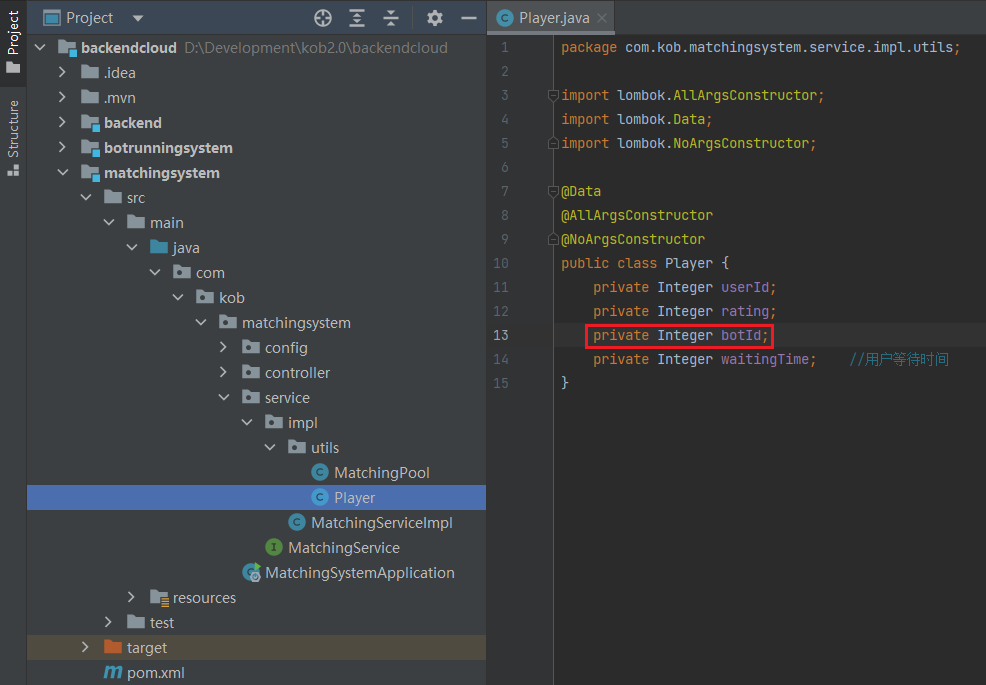 Project
Structure
Project
backendcloud D:\Development\kob2.0\backendcloud
.idea
.mvn
backend
botrunningsystem
matchingsystem
src
main
java
com
kob
matchingsystem
config
controller
service
impl
utils
MatchingPool
Player
MatchingServiceImpl
MatchingService
MatchingSystemApplication
resources
test
target
pom.xml
Player.java
1 package com.kob.matchingsystem.service.impl.utils;
2
3 import lombok.AllArgsConstructor;
4 import lombok.Data;
5 import lombok.NoArgsConstructor;
6
7 @Data
8 @AllArgsConstructor
9 @NoArgsConstructor
10 public class Player {
11 private Integer userId;
12 private Integer rating;
13 private Integer botId;
14 private Integer waitingTime; //用户等待时间
15 }